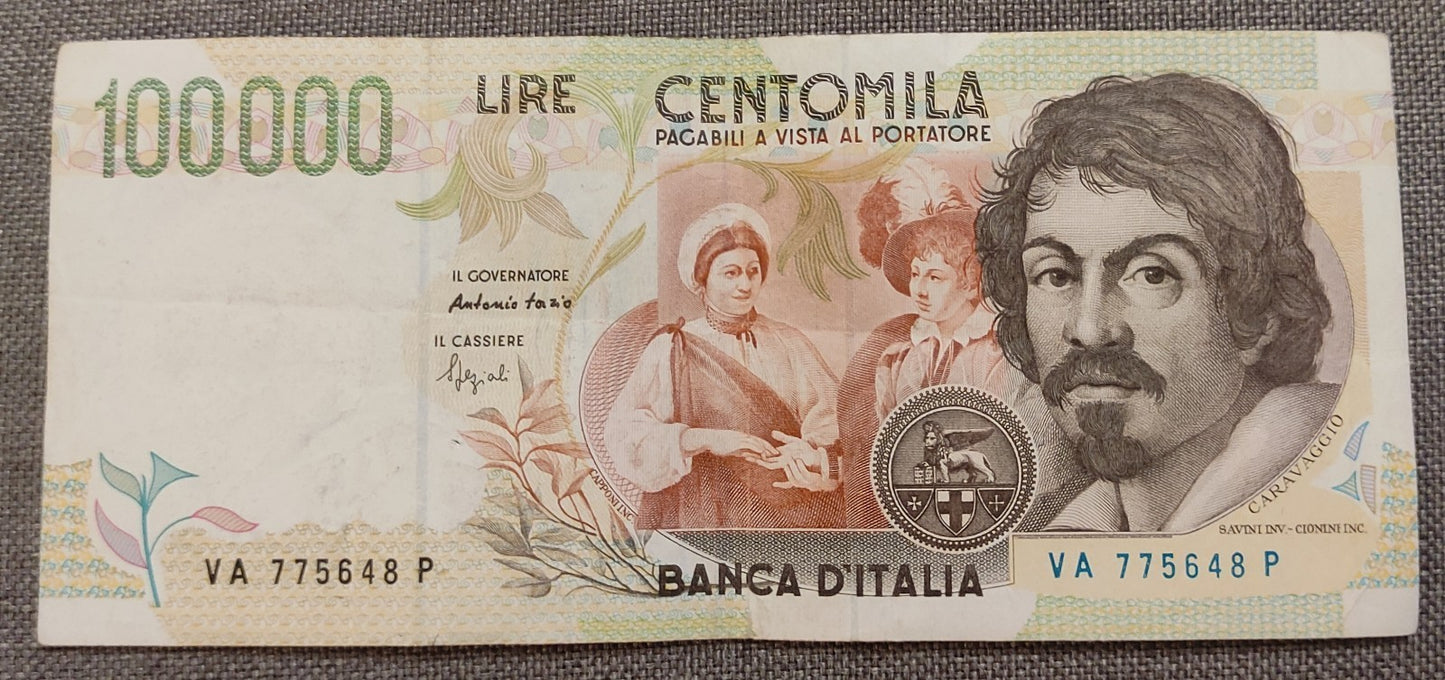 100000
LIRE CENTOMILA
PAGABILI A VISTA AL PORTATORE
IL GOVERNATORE
Antonio Fazio
IL CASSIERE
Speziali
CAPPONI INC.
CARAVAGGIO
SAVINI INV.-CIONINI INC.
VA 775648 P
BANCA D'ITALIA
VA 775648 P